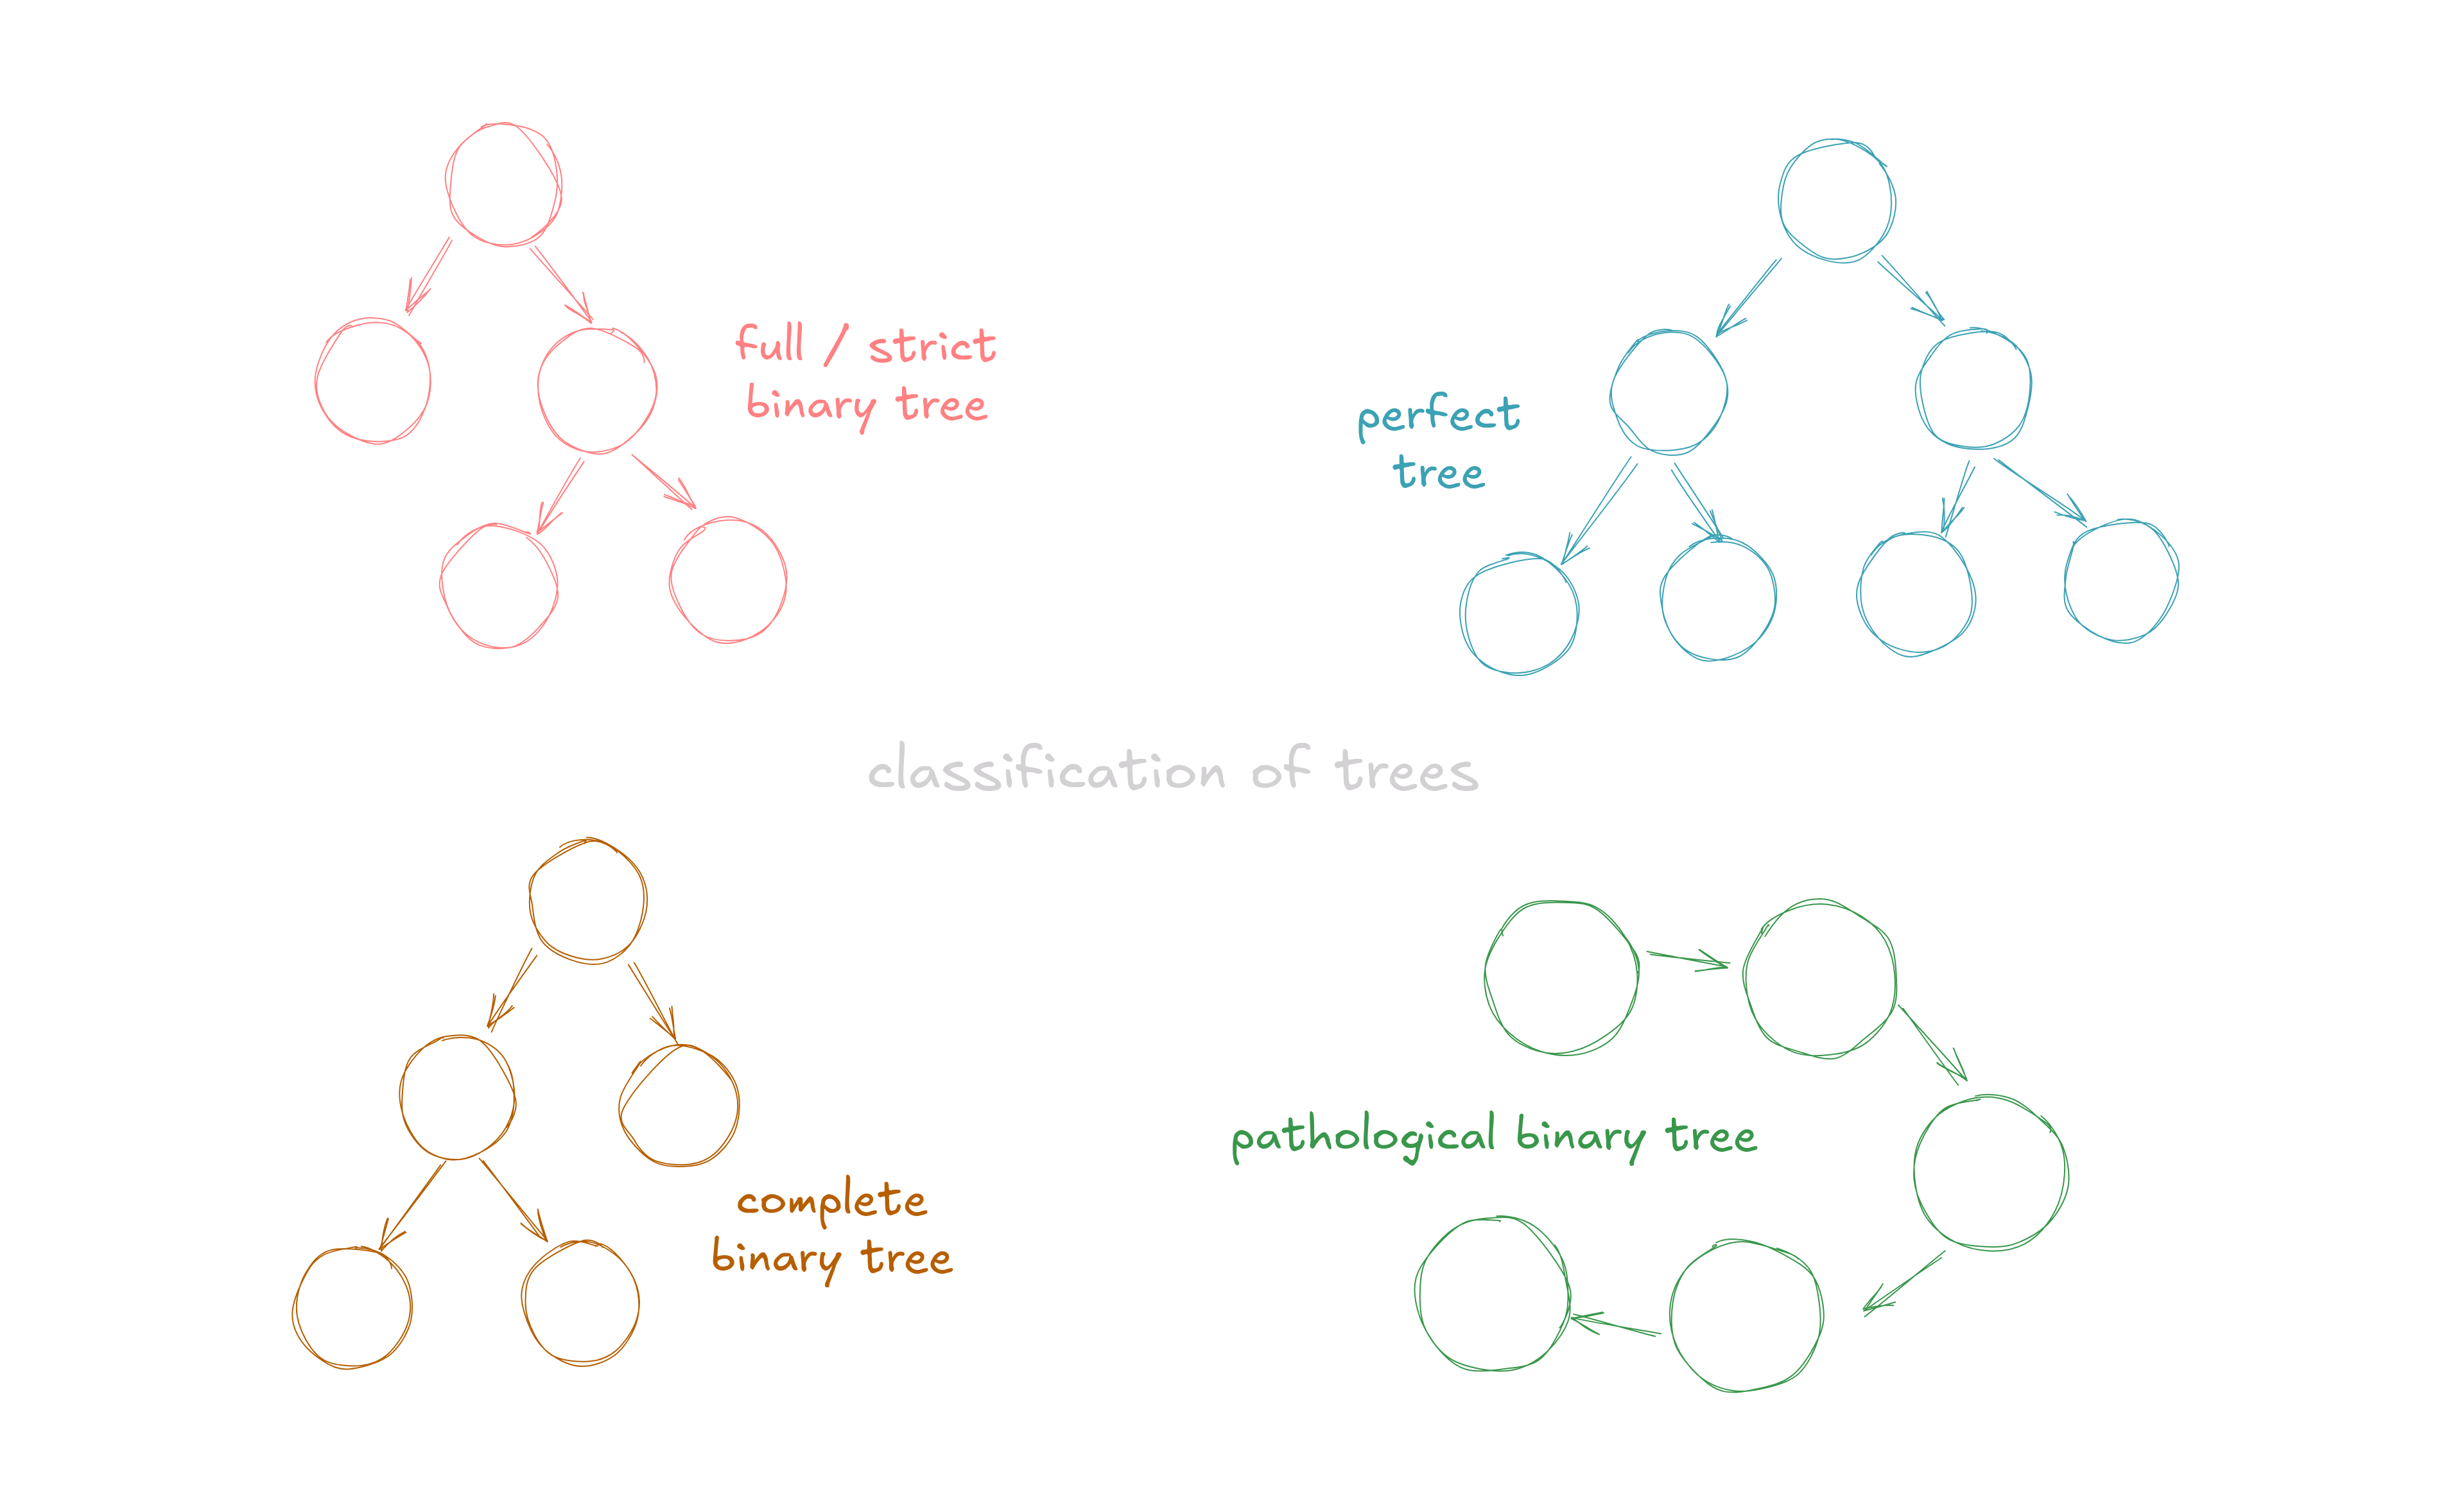 full/ strict
binary tree
perfect
tree
classification of trees
pathological binary tree
complete
binary tree